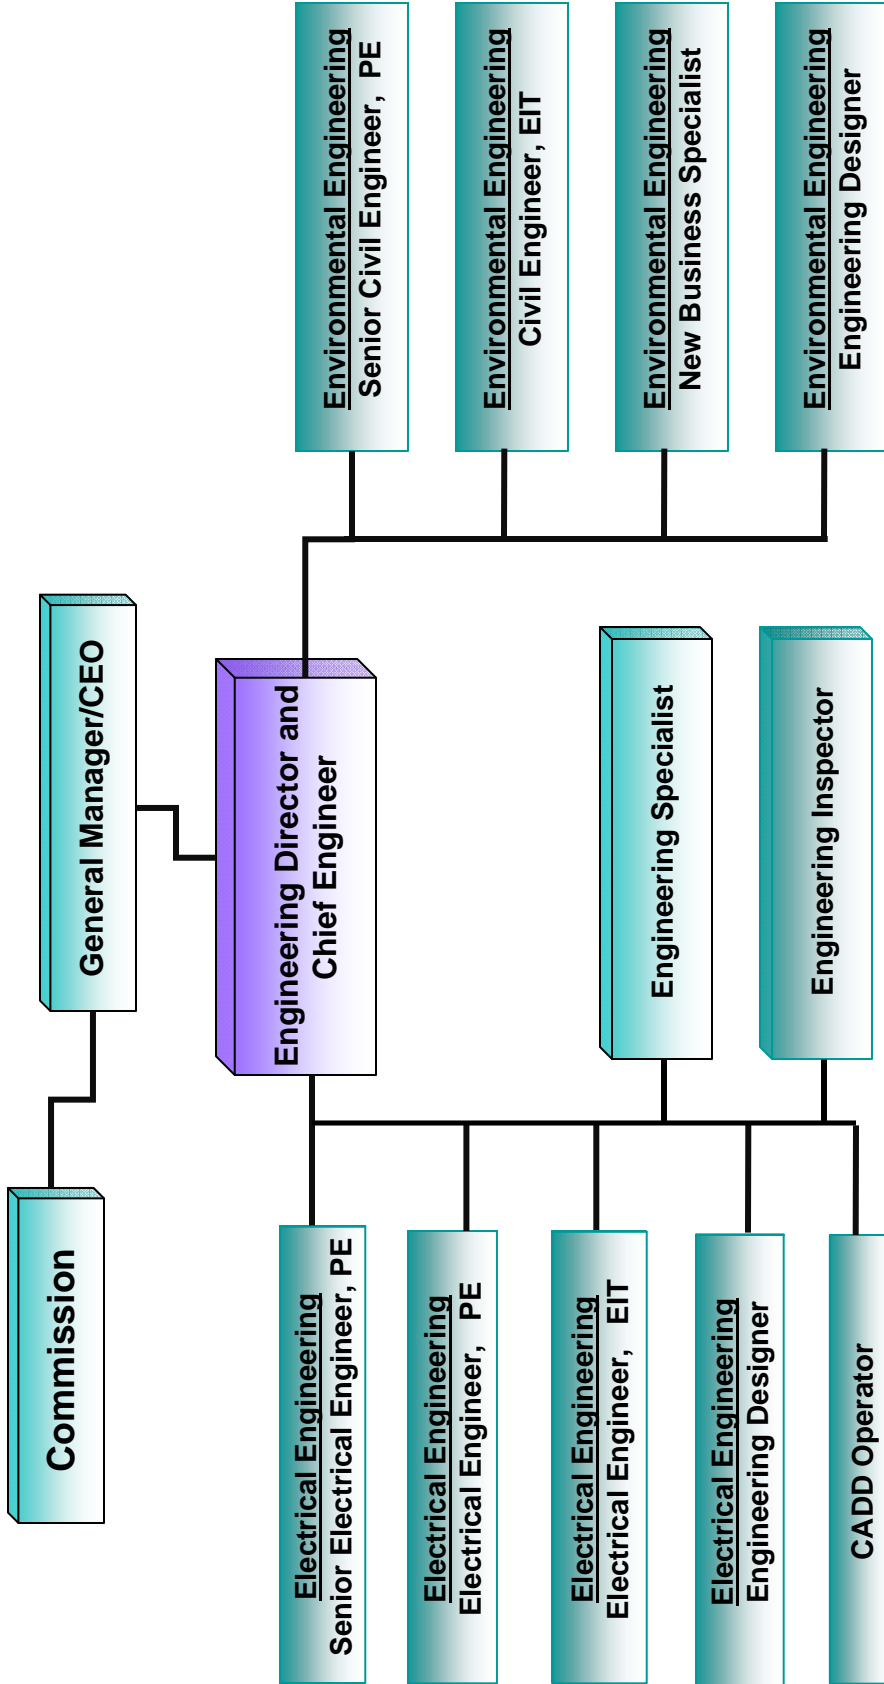 Commission
General Manager/CEO
Engineering Director and
Chief Engineer
Electrical Engineering
Senior Electrical Engineer, PE
Electrical Engineering
Electrical Engineer, PE
Electrical Engineering
Electrical Engineer, EIT
Electrical Engineering
Engineering Designer
CADD Operator
Engineering Specialist
Engineering Inspector
Environmental Engineering
Senior Civil Engineer, PE
Environmental Engineering
Civil Engineer, EIT
Environmental Engineering
New Business Specialist
Environmental Engineering
Engineering Designer